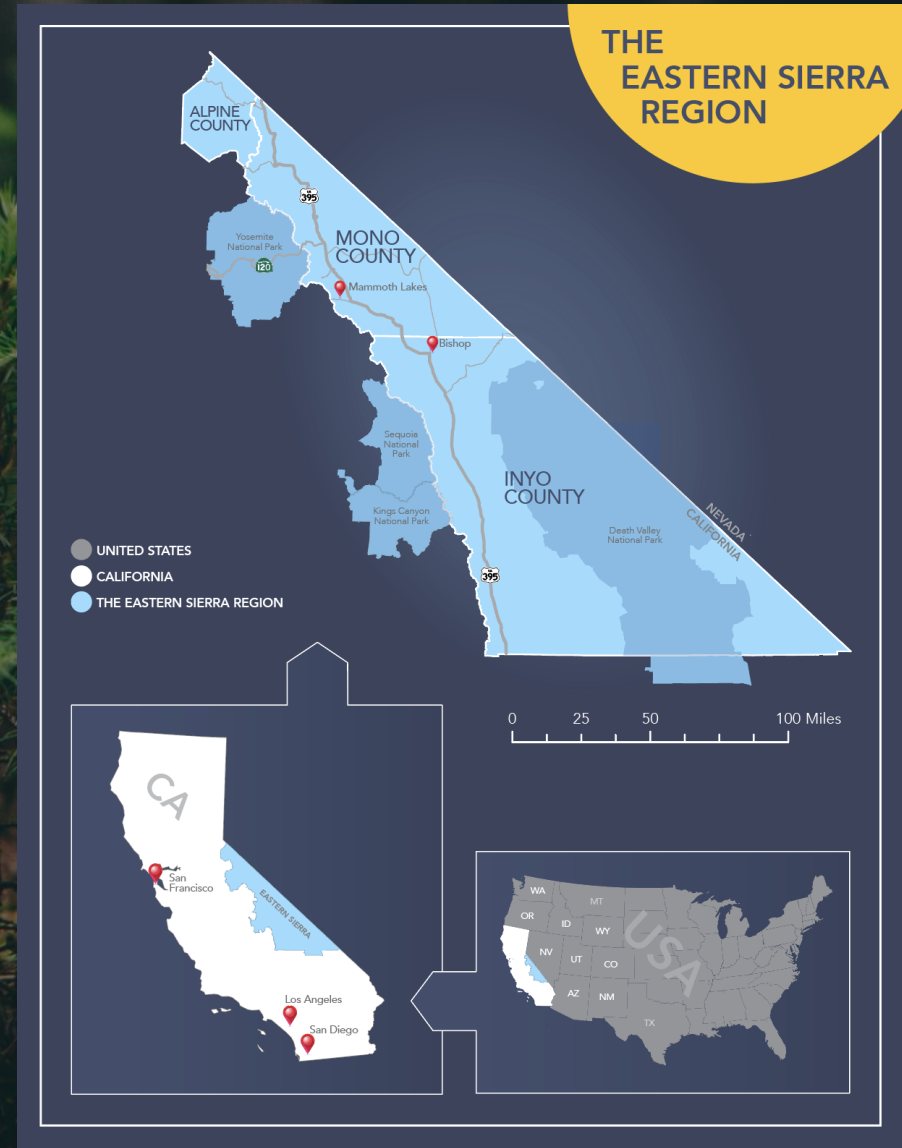 THE
EASTERN SIERRA
REGION
ALPINE
COUNTY
US
395
Yosemite
National Park
120
MONO
COUNTY
Mammoth Lakes
Bishop
Sequoia
National
Park
Kings Canyon
National Park
INYO
COUNTY
Death Valley
National Park
NEVADA
CALIFORNIA
395
UNITED STATES
CALIFORNIA
THE EASTERN SIERRA REGION
0 25 50 100 Miles
CA
San
Francisco
EASTERN SIERRA
Los Angeles
San Diego
WA
MT
OR
ID
WY
USA
NV
UT
CO
AZ
NM
TX